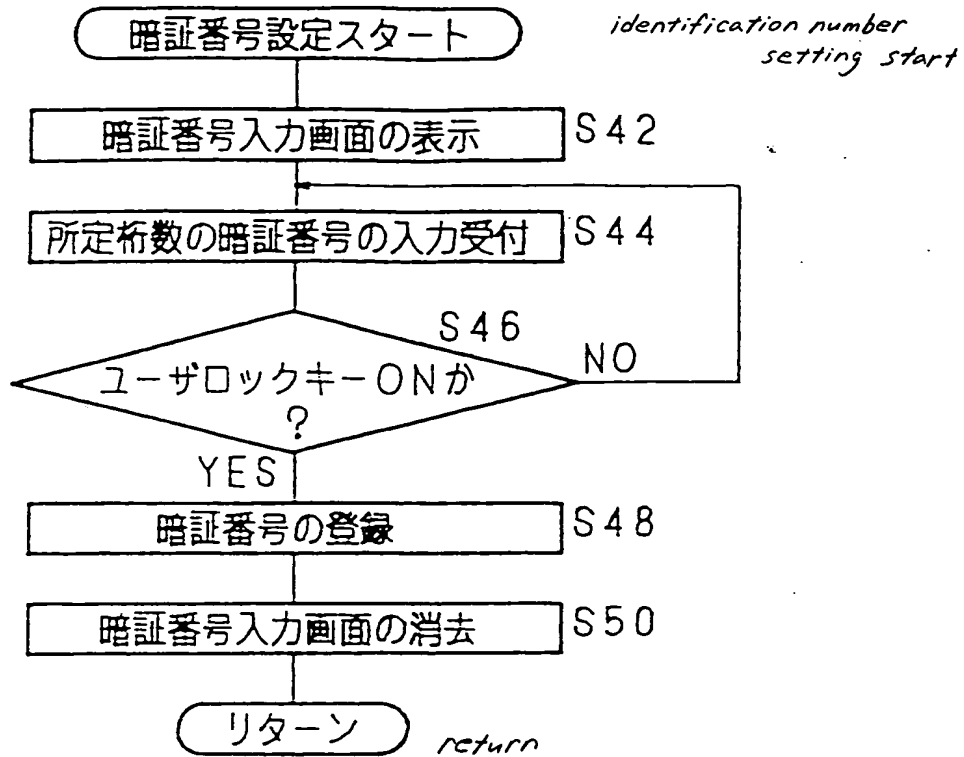 暗証番号設定スタート
identification number
setting start
暗証番号入力画面の表示
S42
所定桁数の暗証番号の入力受付
S44
S46
ユーザロックキーONか
?
NO
YES
暗証番号の登録
S48
暗証番号入力画面の消去
S50
リターン
return